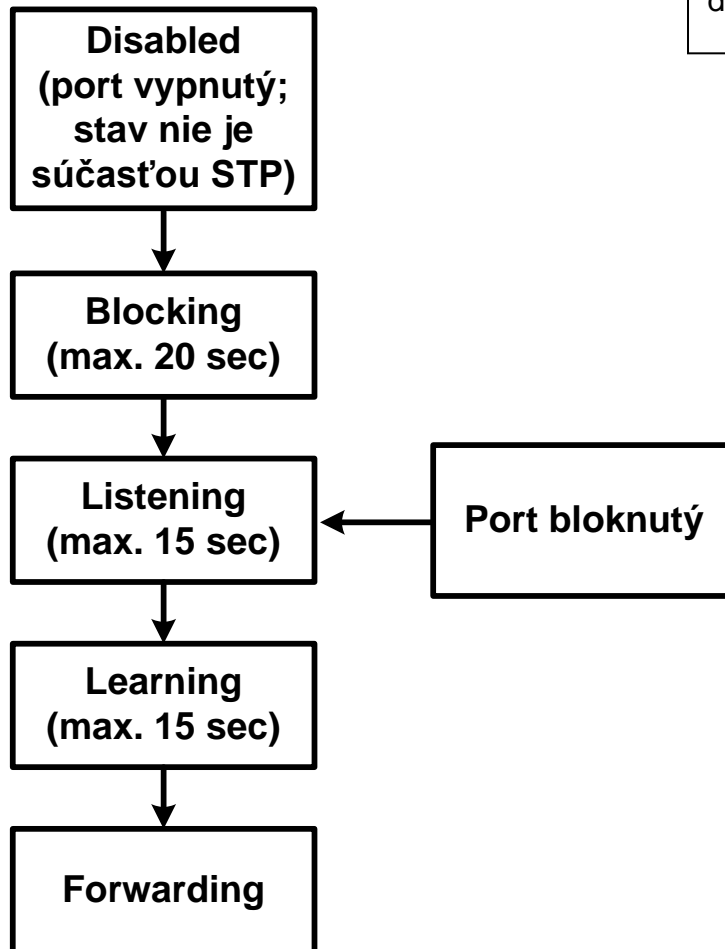 Disabled
(port vypnutý;
stav nie je
súčasťou STP)
Blocking
(max. 20 sec)
Listening
(max. 15 sec)
Port bloknutý
Learning
(max. 15 sec)
Forwarding